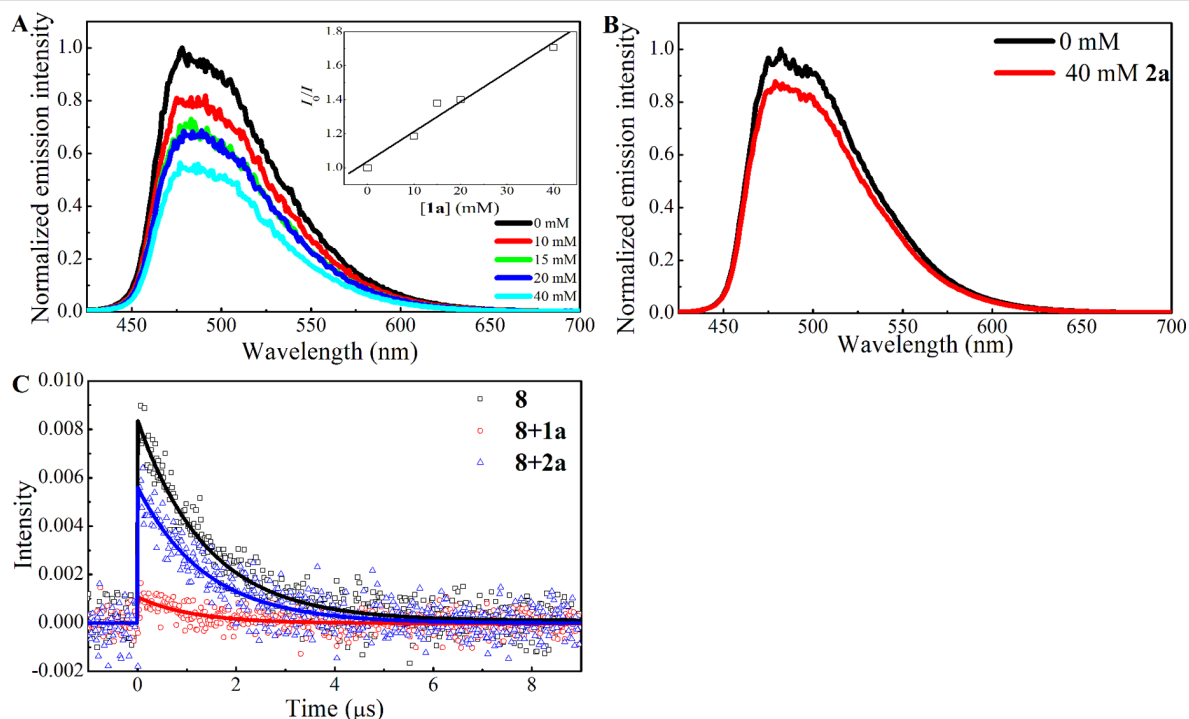 A
Normalized emission intensity
1.0
0.8
0.6
0.4
0.2
0.0
450 500 550 600 650 700
Wavelength (nm)
I0/I
1.8
1.6
1.4
1.2
1.0
0 10 20 30 40
[1a] (mM)
0 mM
10 mM
15 mM
20 mM
40 mM
B
Normalized emission intensity
1.0
0.8
0.6
0.4
0.2
0.0
450 500 550 600 650 700
Wavelength (nm)
0 mM
40 mM 2a
C
Intensity
0.010
0.008
0.006
0.004
0.002
0.000
-0.002
0 2 4 6 8
Time (μs)
8
8+1a
8+2a